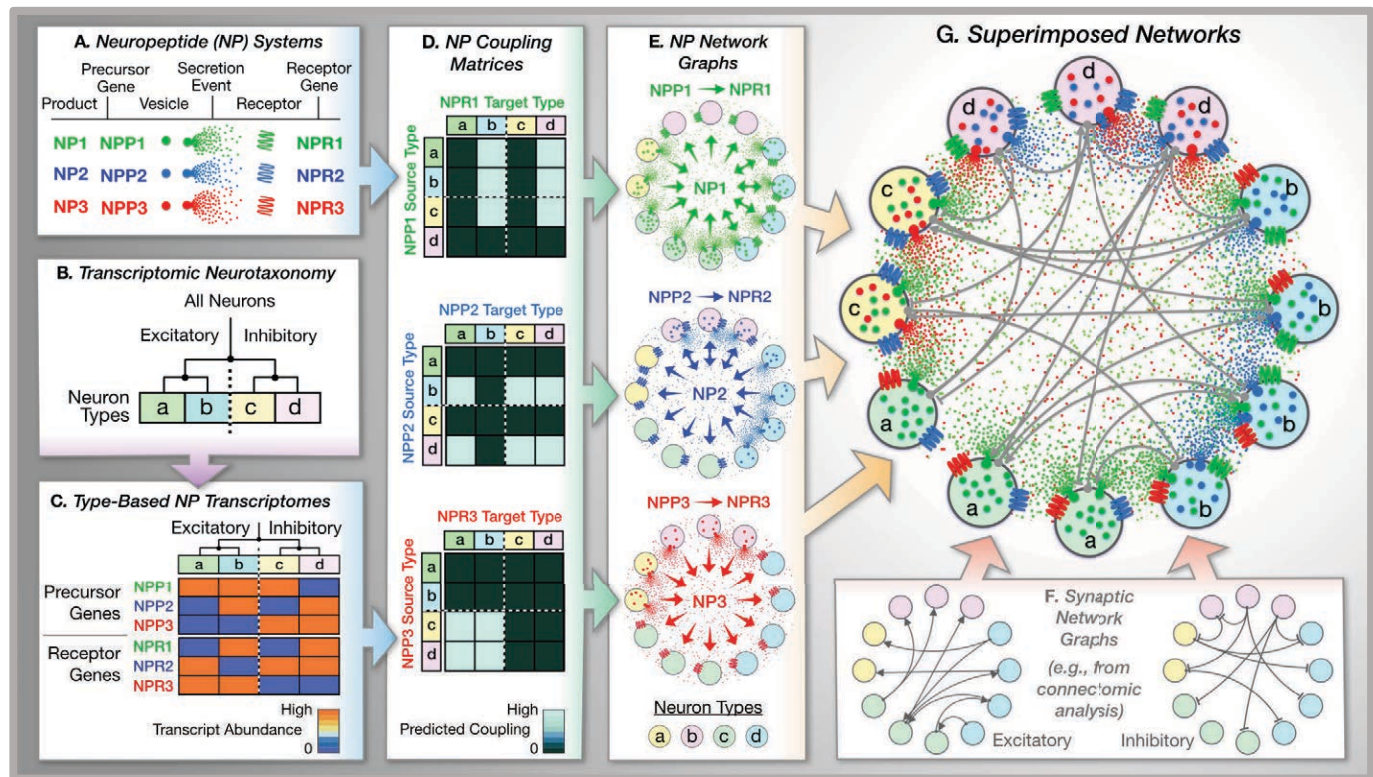 A. Neuropeptide (NP) Systems
Precursor Secretion Receptor
Gene Event Gene
Product Vesicle Receptor
NP1 NPP1 NPR1
NP2 NPP2 NPR2
NP3 NPP3 NPR3
B. Transcriptomic Neurotaxonomy
All Neurons
Excitatory Inhibitory
Neuron
Types
a b c d
C. Type-Based NP Transcriptomes
Excitatory Inhibitory
a b c d
Precursor
Genes
NPP1
NPP2
NPP3
Receptor
Genes
NPR1
NPR2
NPR3
High
Transcript Abundance
0
D. NP Coupling
Matrices
NPR1 Target Type
a b c d
NPP1 Source Type
a
b
c
d
NPP2 Target Type
a b c d
NPP2 Source Type
a
b
c
d
NPR3 Target Type
a b c d
NPP3 Source Type
a
b
c
d
High
Predicted Coupling
0
E. NP Network
Graphs
NPP1 → NPR1
NP1
NPP2 → NPR2
NP2
NPP3 → NPR3
NP3
Neuron Types
a b c d
G. Superimposed Networks
d
d
d
c
b
c
b
a
b
a
a
b
F. Synaptic
Network
Graphs
(e.g., from
connectomic
analysis)
Excitatory
Inhibitory